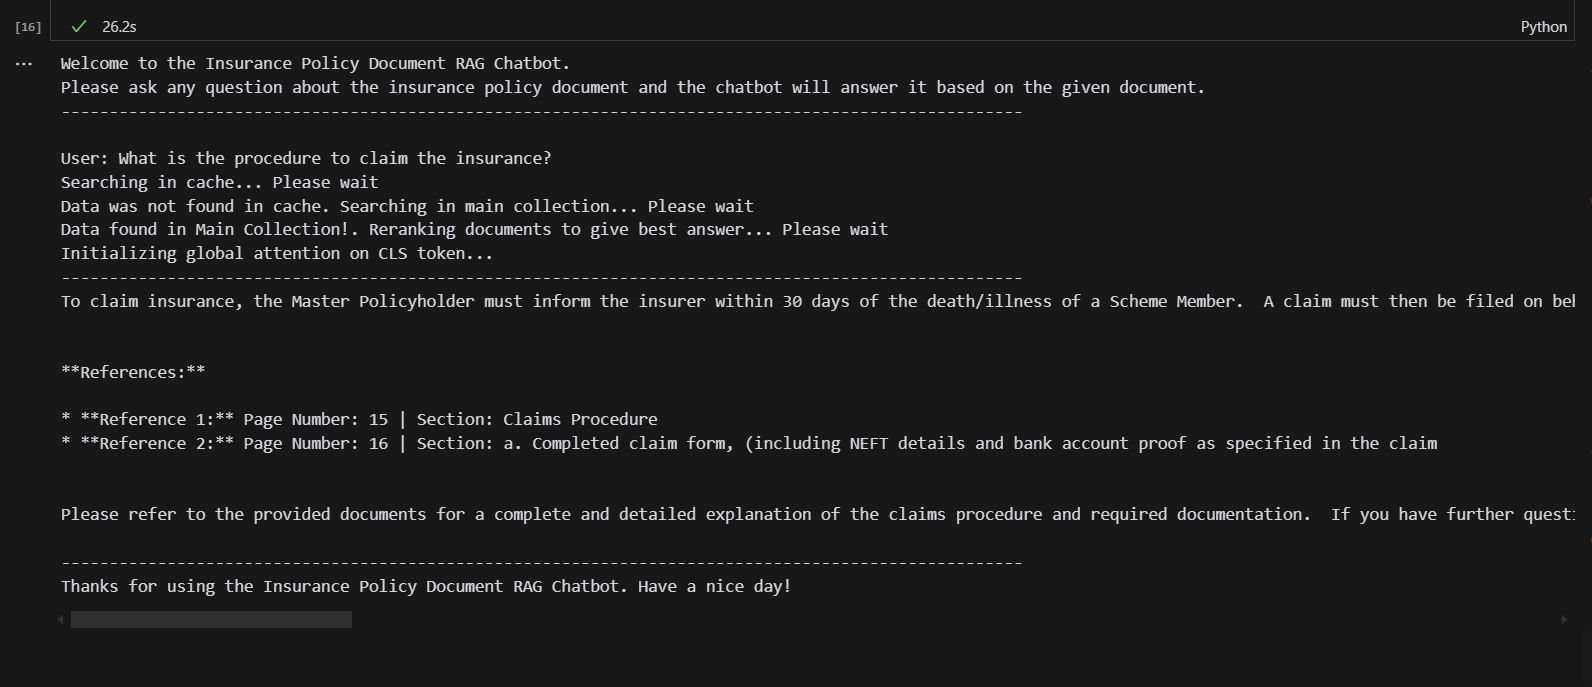 [16]
26.2s
Python
...
Welcome to the Insurance Policy Document RAG Chatbot.
Please ask any question about the insurance policy document and the chatbot will answer it based on the given document.
----------------------------------------------------------------------------------------------------
User: What is the procedure to claim the insurance?
Searching in cache... Please wait
Data was not found in cache. Searching in main collection... Please wait
Data found in Main Collection!. Reranking documents to give best answer... Please wait
Initializing global attention on CLS token...
----------------------------------------------------------------------------------------------------
To claim insurance, the Master Policyholder must inform the insurer within 30 days of the death/illness of a Scheme Member.  A claim must then be filed on
**References:**
* **Reference 1:** Page Number: 15 | Section: Claims Procedure
* **Reference 2:** Page Number: 16 | Section: a. Completed claim form, (including NEFT details and bank account proof as specified in the claim
Please refer to the provided documents for a complete and detailed explanation of the claims procedure and required documentation.  If you have further
----------------------------------------------------------------------------------------------------
Thanks for using the Insurance Policy Document RAG Chatbot. Have a nice day!